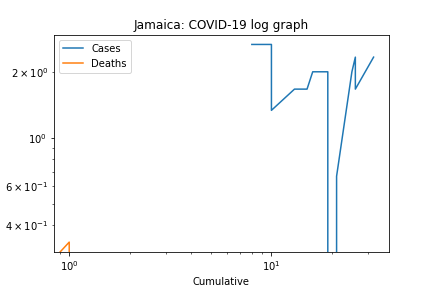 Jamaica: COVID-19 log graph
Cases
Deaths
2 × 10⁰
10⁰
6 × 10⁻¹
4 × 10⁻¹
10⁰
10¹
Cumulative